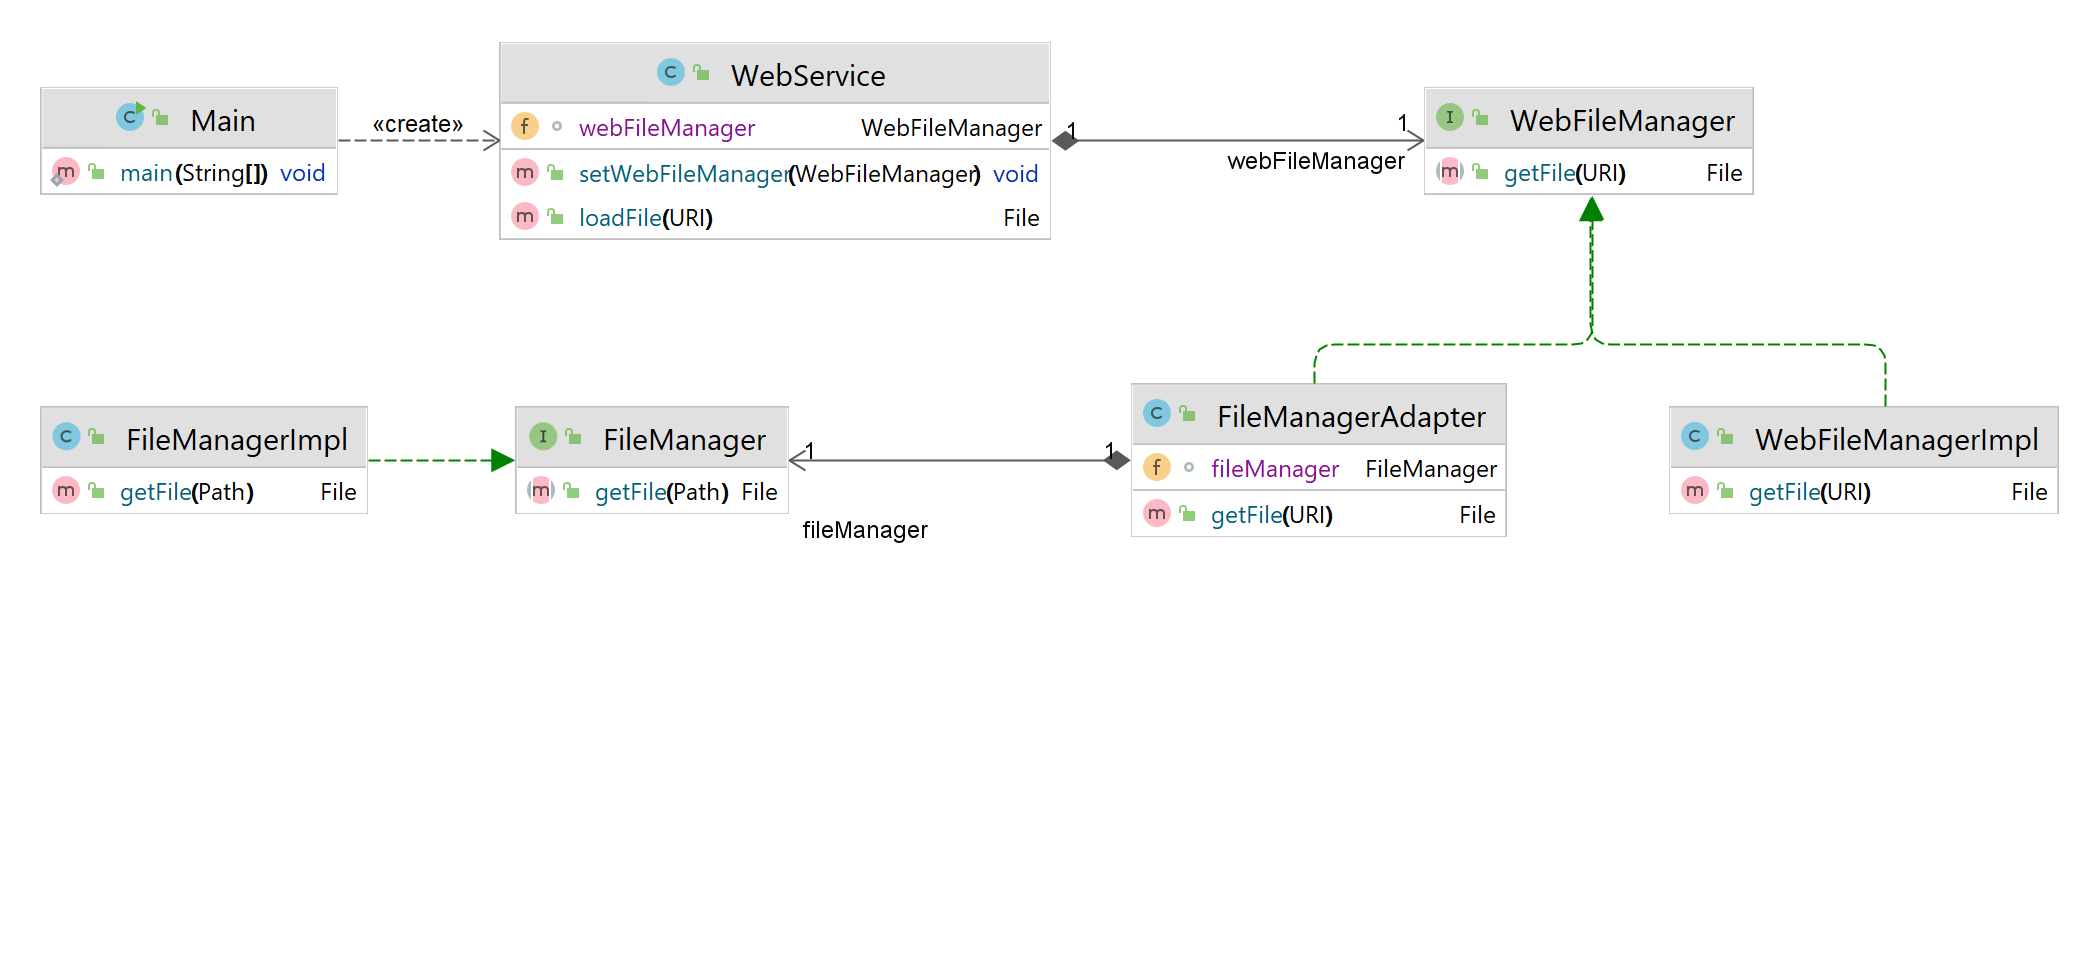 Main
main(String[]) void
«create»
WebService
webFileManager WebFileManager
setWebFileManager(WebFileManager) void
loadFile(URI) File
1
1
webFileManager
WebFileManager
getFile(URI) File
FileManagerImpl
getFile(Path) File
FileManager
getFile(Path) File
1
1
fileManager
FileManagerAdapter
fileManager FileManager
getFile(URI) File
WebFileManagerImpl
getFile(URI) File